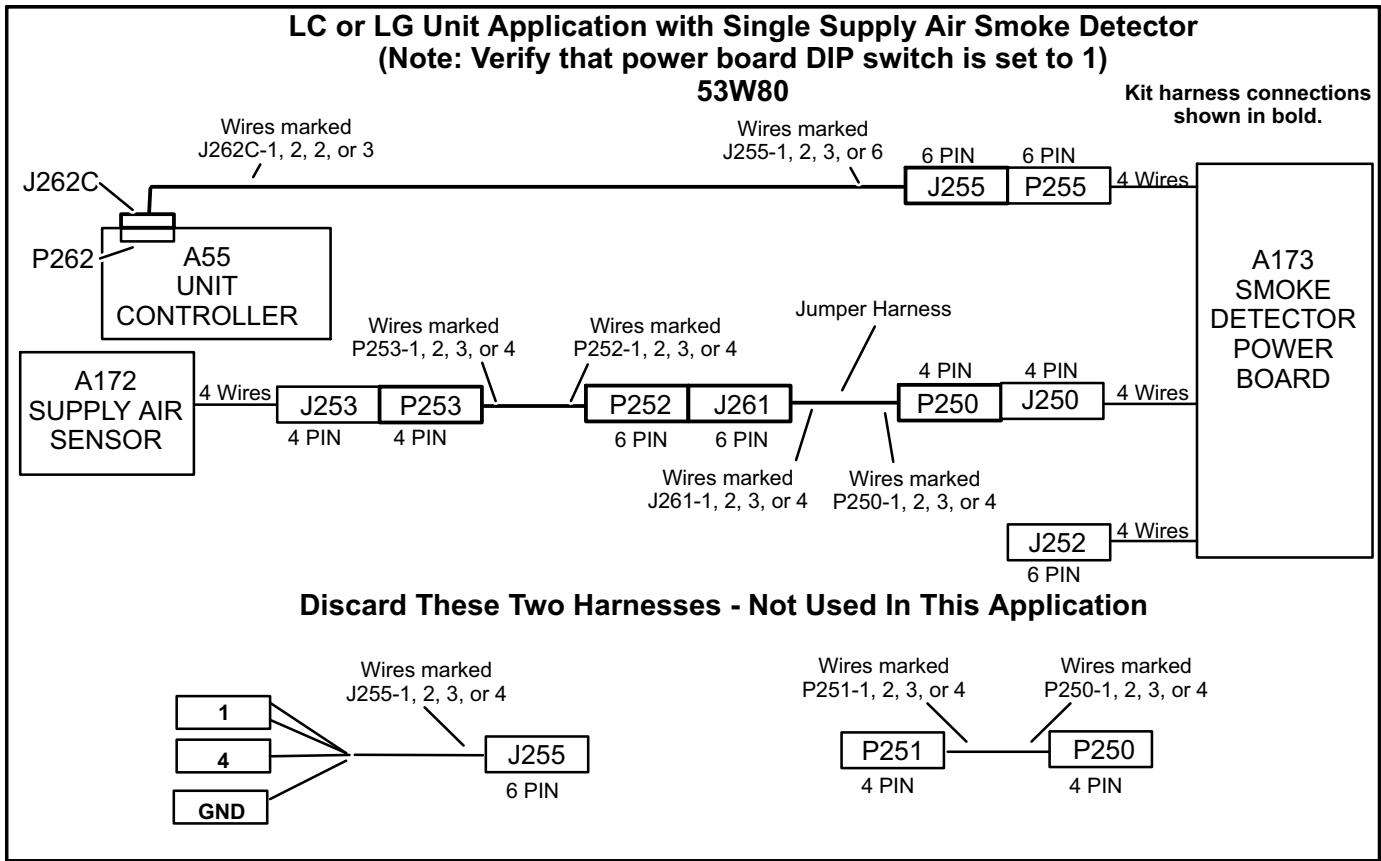 LC or LG Unit Application with Single Supply Air Smoke Detector
(Note: Verify that power board DIP switch is set to 1)
53W80
Kit harness connections
shown in bold.
Wires marked
J262C-1, 2, 2, or 3
Wires marked
J255-1, 2, 3, or 6
6 PIN
6 PIN
J262C
J255
P255
4 Wires
P262
A55
UNIT
CONTROLLER
A173
SMOKE
DETECTOR
POWER
BOARD
Jumper Harness
Wires marked
P253-1, 2, 3, or 4
Wires marked
P252-1, 2, 3, or 4
A172
SUPPLY AIR
SENSOR
4 Wires
J253
P253
4 PIN
4 PIN
P252
J261
6 PIN
6 PIN
4 PIN
4 PIN
P250
J250
4 Wires
Wires marked
J261-1, 2, 3, or 4
Wires marked
P250-1, 2, 3, or 4
J252
4 Wires
6 PIN
Discard These Two Harnesses - Not Used In This Application
Wires marked
J255-1, 2, 3, or 4
1
4
GND
J255
6 PIN
Wires marked
P251-1, 2, 3, or 4
Wires marked
P250-1, 2, 3, or 4
P251
P250
4 PIN
4 PIN